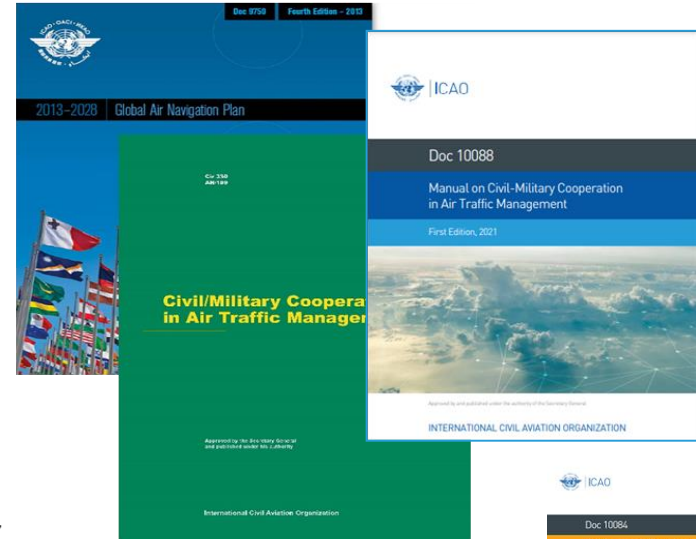 Doc 9750 Fourth Edition – 2013
ICAO · OACI · ИКАО
2013–2028 Global Air Navigation Plan
Cir 330
AN/189
Civil/Military Coopera
in Air Traffic Manager
Approved by the Secretary General
and published under his authority
International Civil Aviation Organization
ICAO
Doc 10088
Manual on Civil-Military Cooperation
in Air Traffic Management
First Edition, 2021
Approved by and published under the authority of the Secretary General
INTERNATIONAL CIVIL AVIATION ORGANIZATION
ICAO
Doc 10084